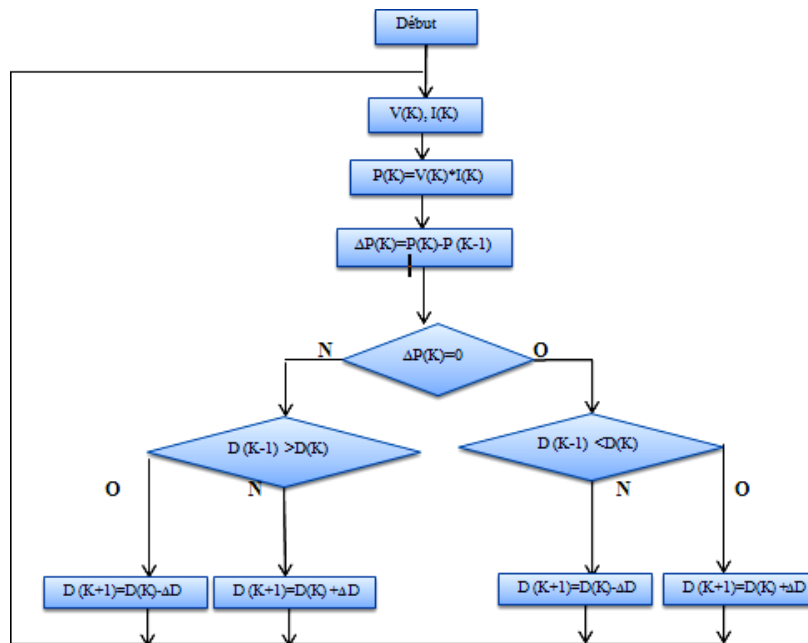 Début
V(K), I(K)
P(K)=V(K)*I(K)
ΔP(K)=P(K)-P (K-1)
ΔP(K)=0
N
O
D (K-1) >D(K)
D (K-1) <D(K)
O
N
N
O
D (K+1)=D(K)-ΔD
D (K+1)=D(K)+ΔD
D (K+1)=D(K)-ΔD
D (K+1)=D(K)+ΔD